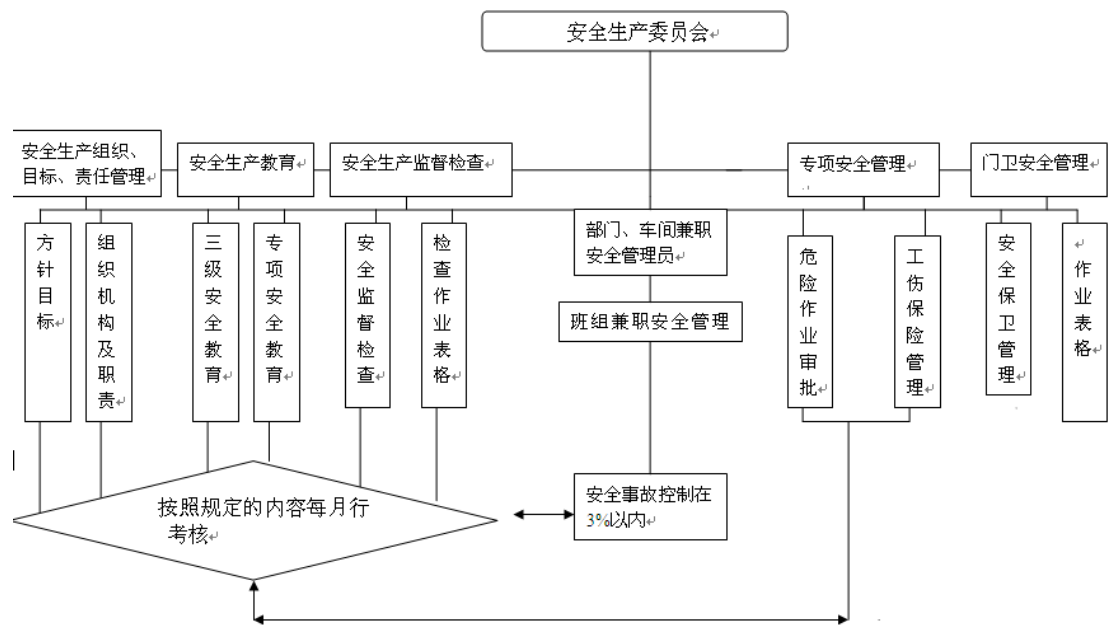 安全生产委员会
安全生产组织、
目标、责任管理
安全生产教育
安全生产监督检查
专项安全管理
门卫安全管理
方针目标
组织机构及职责
三级安全教育
专项安全教育
安全监督检查
检查作业表格
部门、车间兼职
安全管理员
班组兼职安全管理
危险作业审批
工伤保险管理
安全保卫管理
作业表格
按照规定的内容每月行
考核
安全事故控制在
3%以内